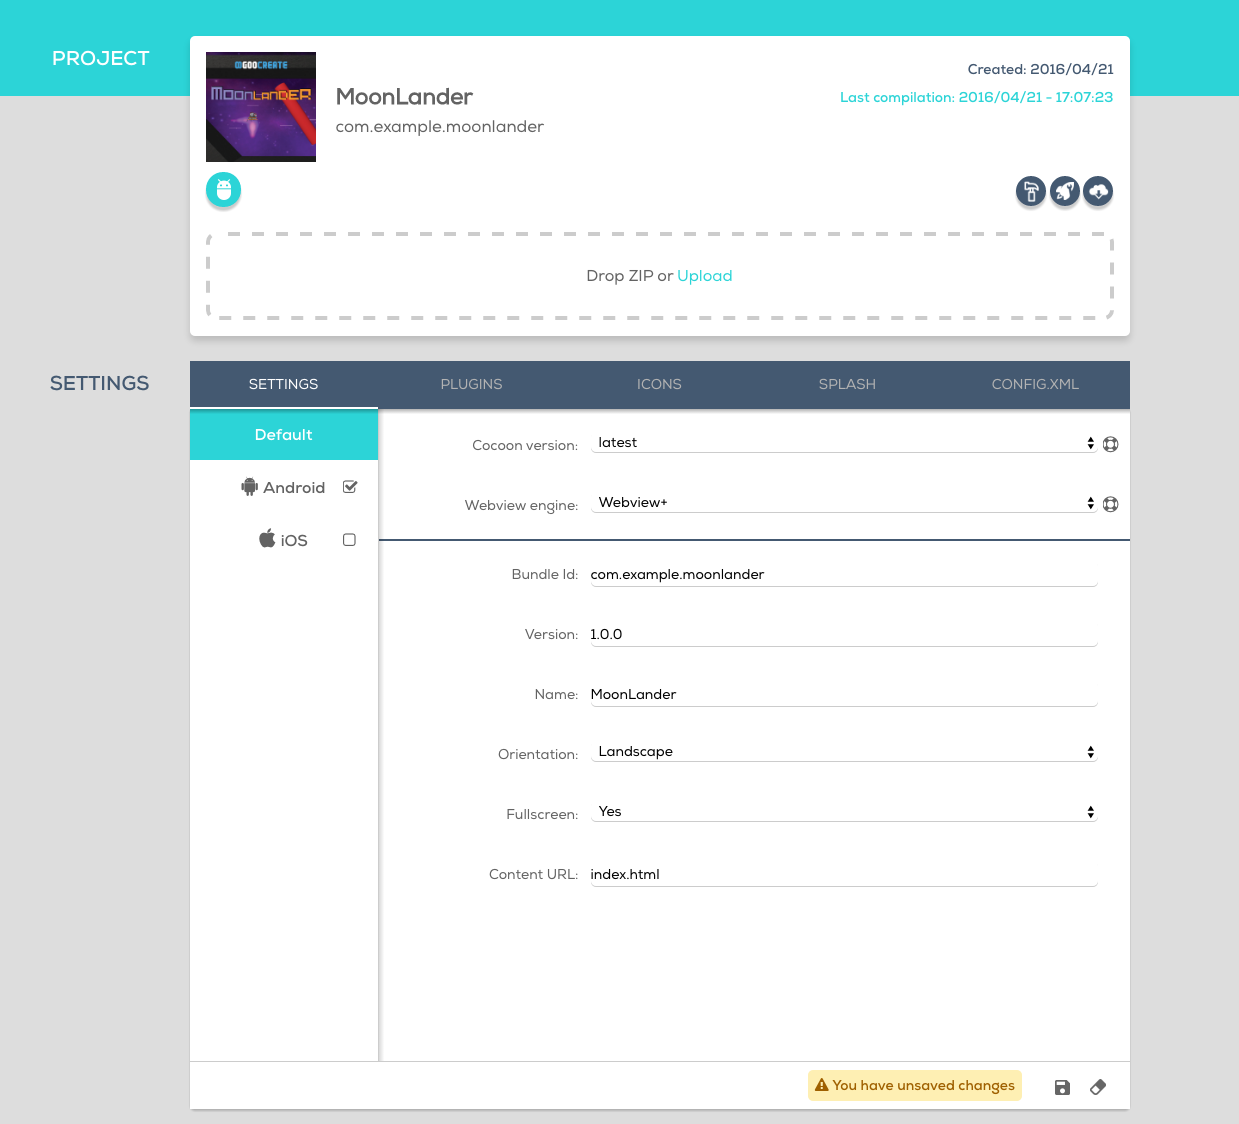 PROJECT
GOOCREATE
MOONLANDER
MoonLander
com.example.moonlander
Created: 2016/04/21
Last compilation: 2016/04/21 - 17:07:23
Drop ZIP or Upload
SETTINGS
SETTINGS PLUGINS ICONS SPLASH CONFIG.XML
Default
Android
iOS
Cocoon version: latest
Webview engine: Webview+
Bundle Id: com.example.moonlander
Version: 1.0.0
Name: MoonLander
Orientation: Landscape
Fullscreen: Yes
Content URL: index.html
You have unsaved changes